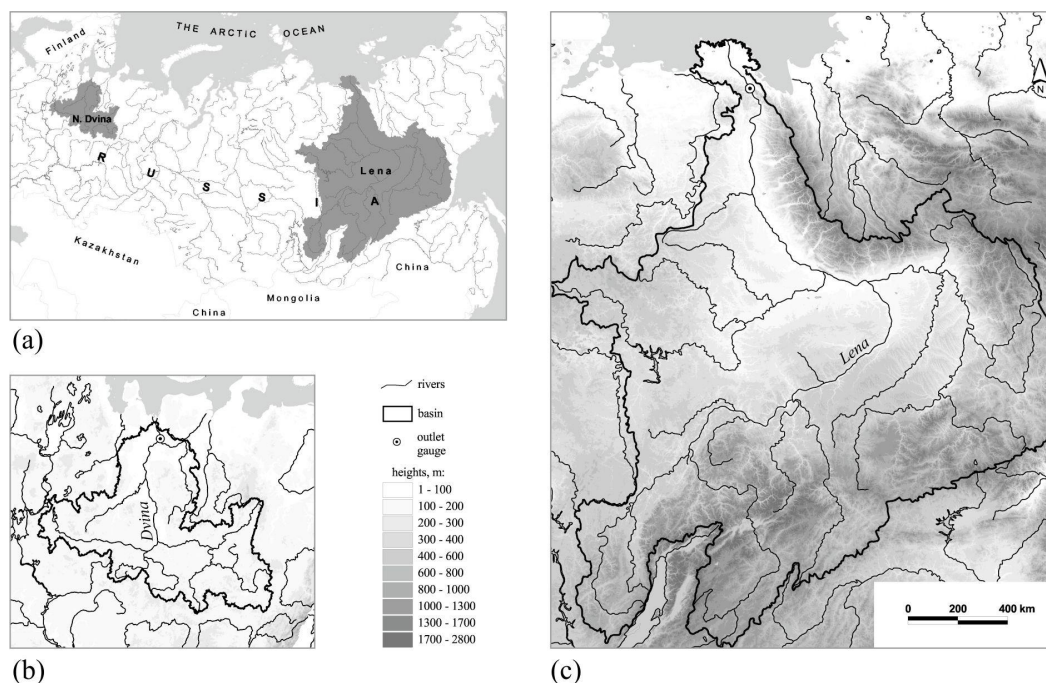 THE ARCTIC OCEAN
Finland
N. Dvina
Lena
R U S S I A
Kazakhstan
China
Mongolia
China
(a)
Dvina
(b)
rivers
basin
outlet
gauge
heights, m:
1 - 100
100 - 200
200 - 300
300 - 400
400 - 600
600 - 800
800 - 1000
1000 - 1300
1300 - 1700
1700 - 2800
N
Lena
0 200 400 km
(c)